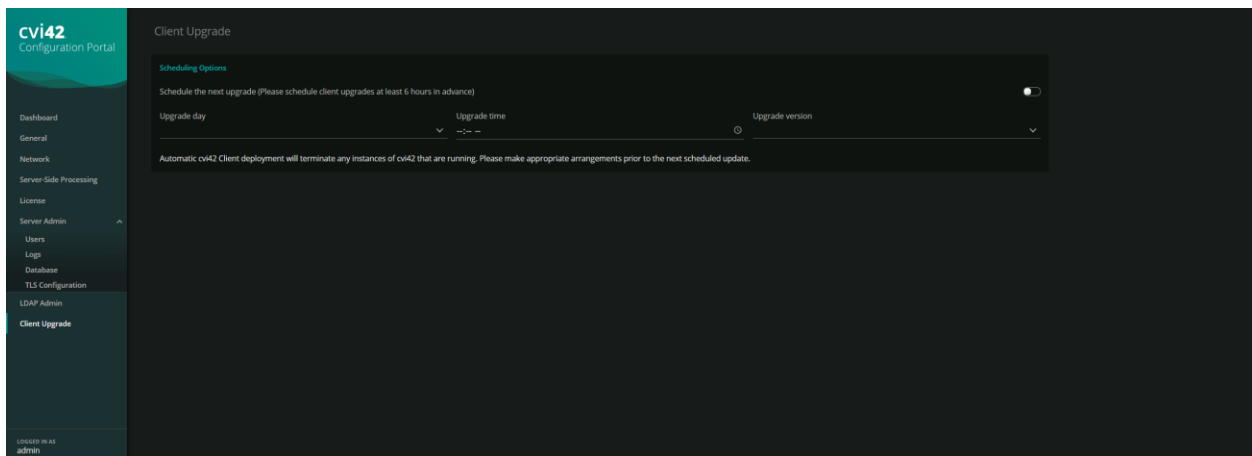 cvi42
Configuration Portal
Dashboard
General
Network
Server-Side Processing
License
Server Admin
Users
Logs
Database
TLS Configuration
LDAP Admin
Client Upgrade
LOGGED IN AS
admin
Client Upgrade
Scheduling Options
Schedule the next upgrade (Please schedule client upgrades at least 6 hours in advance)
Upgrade day
Upgrade time
--:-- --
Upgrade version
Automatic cvi42 Client deployment will terminate any instances of cvi42 that are running. Please make appropriate arrangements prior to the next scheduled update.